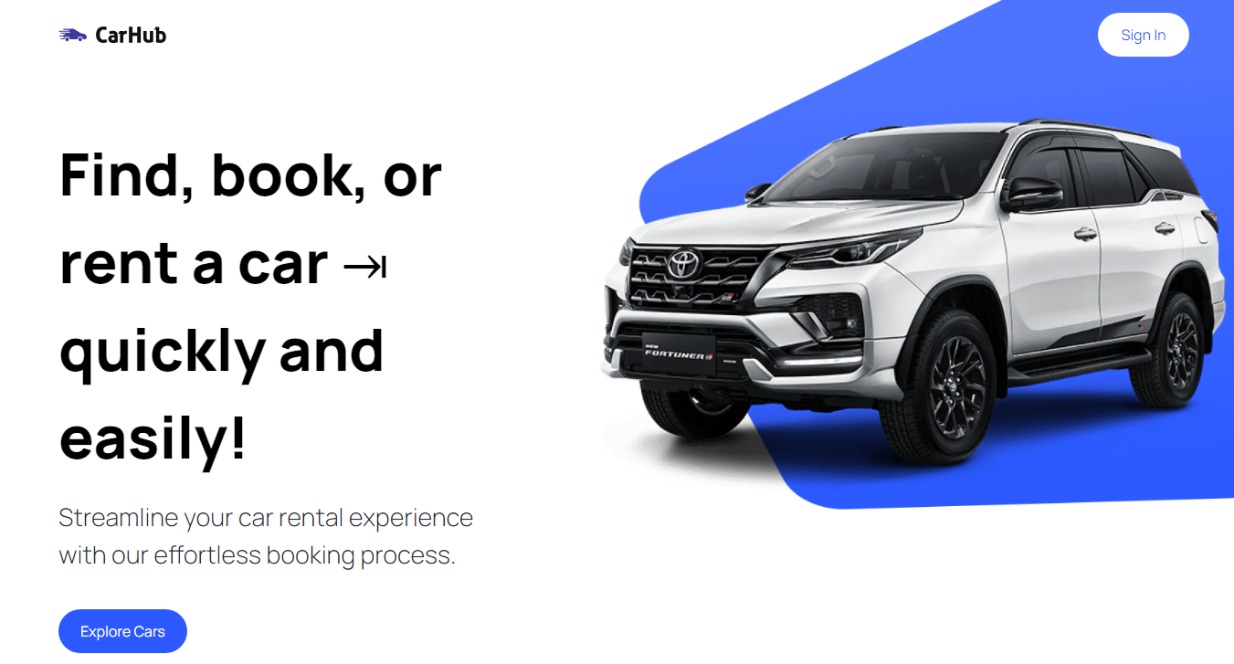 CarHub
Sign In
Find, book, or
rent a car ⇥
quickly and
easily!
Streamline your car rental experience
with our effortless booking process.
Explore Cars
NEW
FORTUNER